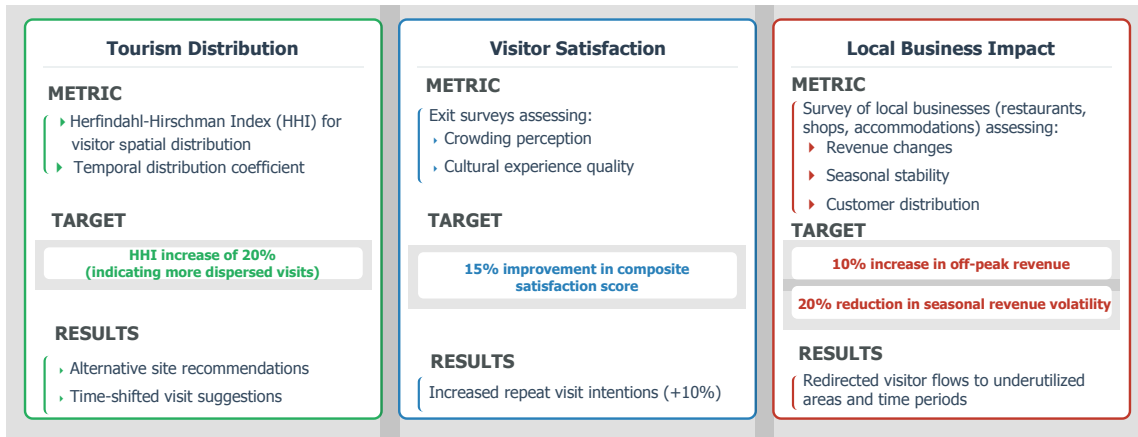 Tourism Distribution
METRIC
Herfindahl-Hirschman Index (HHI) for
visitor spatial distribution
Temporal distribution coefficient
TARGET
HHI increase of 20%
(indicating more dispersed visits)
RESULTS
Alternative site recommendations
Time-shifted visit suggestions
Visitor Satisfaction
METRIC
Exit surveys assessing:
Crowding perception
Cultural experience quality
TARGET
15% improvement in composite
satisfaction score
RESULTS
Increased repeat visit intentions (+10%)
Local Business Impact
METRIC
Survey of local businesses (restaurants,
shops, accommodations) assessing:
Revenue changes
Seasonal stability
Customer distribution
TARGET
10% increase in off-peak revenue
20% reduction in seasonal revenue volatility
RESULTS
Redirected visitor flows to underutilized
areas and time periods